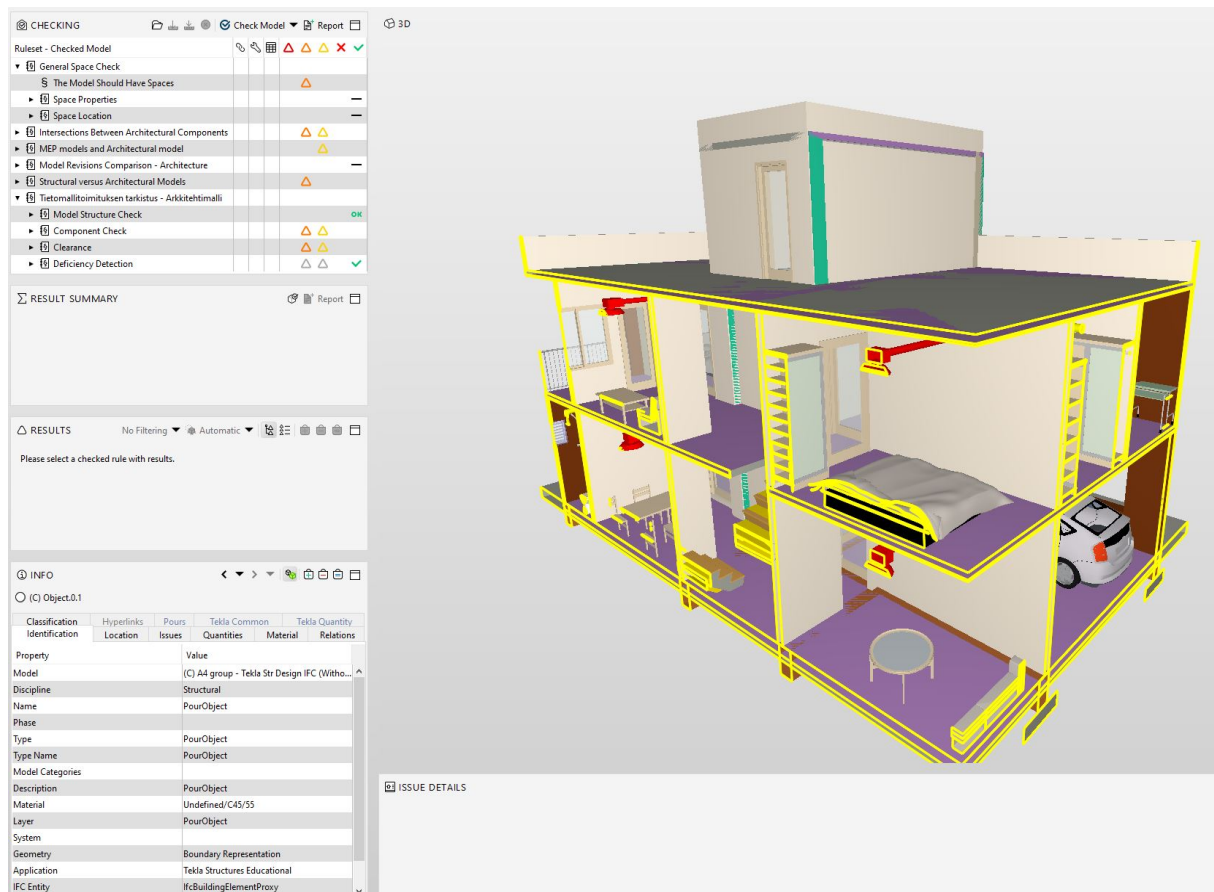 CHECKING
Check Model
Report
3D
Ruleset - Checked Model
General Space Check
§ The Model Should Have Spaces
Space Properties
Space Location
Intersections Between Architectural Components
MEP models and Architectural model
Model Revisions Comparison - Architecture
Structural versus Architectural Models
Tietomallitoimituksen tarkistus - Arkkitehtimalli
Model Structure Check OK
Component Check
Clearance
Deficiency Detection
∑ RESULT SUMMARY
Report
RESULTS No Filtering Automatic
Please select a checked rule with results.
INFO
(C) Object.0.1
Classification Hyperlinks Pours Tekla Common Tekla Quantity
Identification Location Issues Quantities Material Relations
Property Value
Model (C) A4 group - Tekla Str Design IFC (Witho...
Discipline Structural
Name PourObject
Phase
Type PourObject
Type Name PourObject
Model Categories
Description PourObject
Material Undefined/C45/55
Layer PourObject
System
Geometry Boundary Representation
Application Tekla Structures Educational
IFC Entity IfcBuildingElementProxy
ISSUE DETAILS